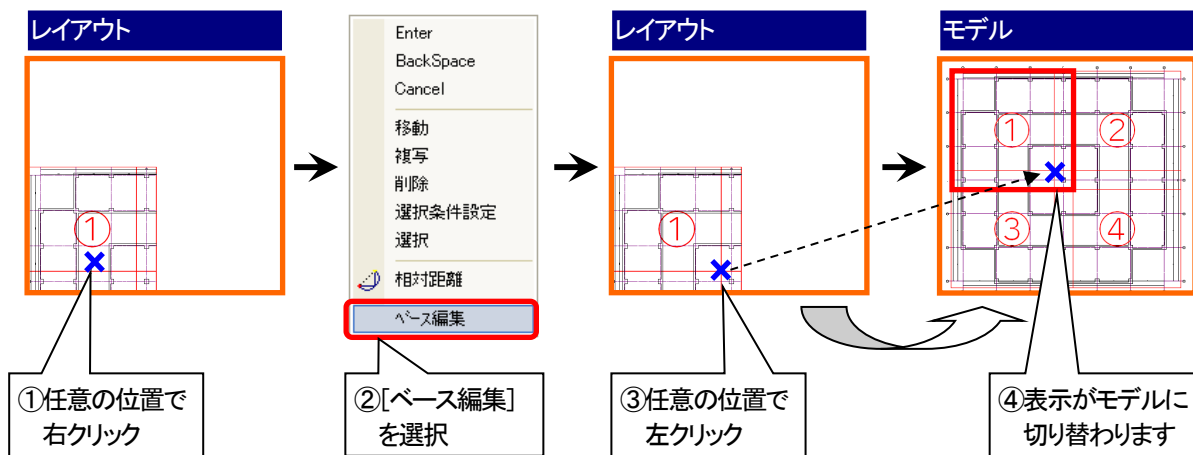 レイアウト
①
①任意の位置で
右クリック
Enter
BackSpace
Cancel
移動
複写
削除
選択条件設定
選択
相対距離
ベース編集
②[ベース編集]
を選択
レイアウト
①
③任意の位置で
左クリック
モデル
① ②
③ ④
④表示がモデルに
切り替わります